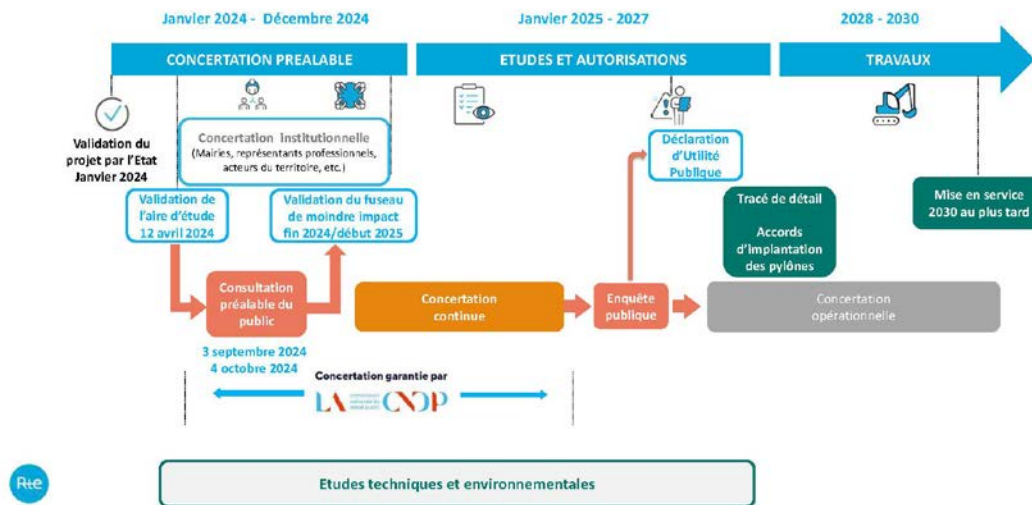 Janvier 2024 - Décembre 2024
Janvier 2025 - 2027
2028 - 2030
CONCERTATION PREALABLE
ETUDES ET AUTORISATIONS
TRAVAUX
Validation du
projet par l'Etat
Janvier 2024
Concertation institutionnelle
(Mairies, représentants professionnels,
acteurs du territoire, etc.)
Déclaration
d'Utilité
Publique
Validation de
l'aire d'étude
12 avril 2024
Validation du fuseau
de moindre impact
fin 2024/début 2025
Tracé de détail
Accords
d'implantation
des pylônes
Mise en service
2030 au plus tard
Consultation
préalable du
public
Concertation
continue
Enquête
publique
Concertation
opérationnelle
3 septembre 2024
4 octobre 2024
Concertation garantie par
LA CNDP
Rte
Etudes techniques et environnementales